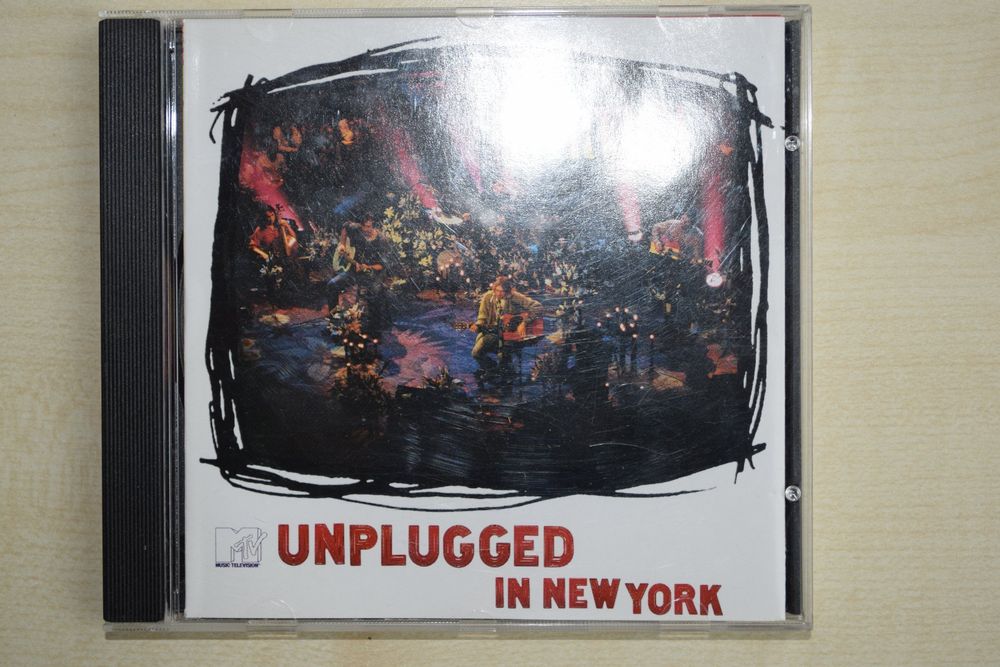 MTV
MUSIC TELEVISION
UNPLUGGED
IN NEW YORK